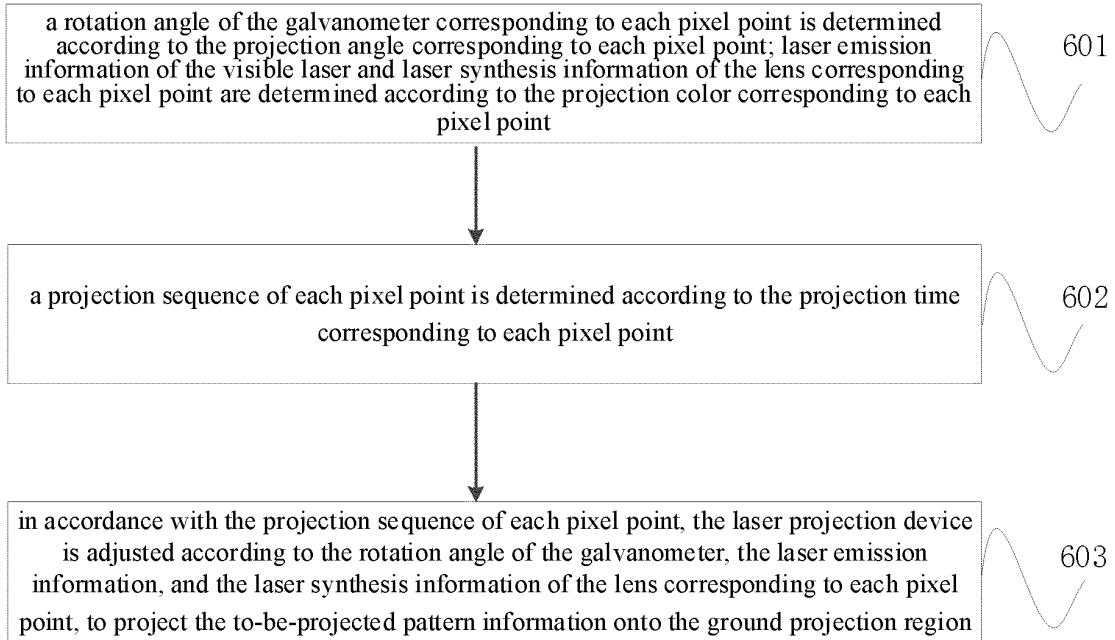 a rotation angle of the galvanometer corresponding to each pixel point is determined
according to the projection angle corresponding to each pixel point; laser emission
information of the visible laser and laser synthesis information of the lens corresponding
to each pixel point are determined according to the projection color corresponding to each
pixel point
601
a projection sequence of each pixel point is determined according to the projection time
corresponding to each pixel point
602
in accordance with the projection sequence of each pixel point, the laser projection device
is adjusted according to the rotation angle of the galvanometer, the laser emission
information, and the laser synthesis information of the lens corresponding to each pixel
point, to project the to-be-projected pattern information onto the ground projection region
603